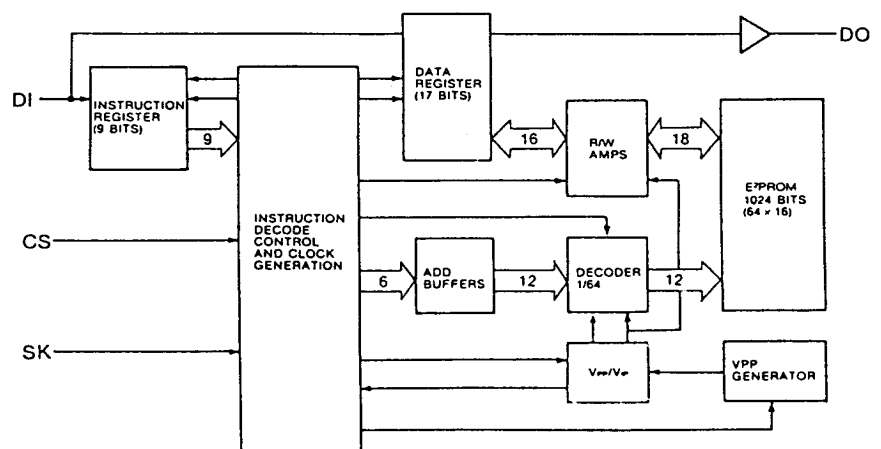 DI
DO
INSTRUCTION
REGISTER
(9 BITS)
9
DATA
REGISTER
(17 BITS)
16
R/W
AMPS
18
E²PROM
1024 BITS
(64 × 16)
CS
INSTRUCTION
DECODE
CONTROL
AND CLOCK
GENERATION
6
ADD
BUFFERS
12
DECODER
1/64
12
SK
VPP
GENERATOR